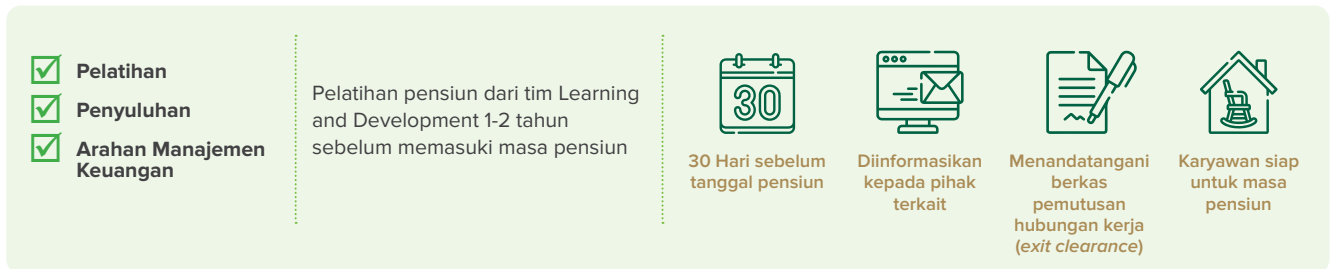 Pelatihan
Penyuluhan
Arahan Manajemen
Keuangan
Pelatihan pensiun dari tim Learning
and Development 1-2 tahun
sebelum memasuki masa pensiun
30
30 Hari sebelum
tanggal pensiun
Diinformasikan
kepada pihak
terkait
Menandatangani
berkas
pemutusan
hubungan kerja
(exit clearance)
Karyawan siap
untuk masa
pensiun